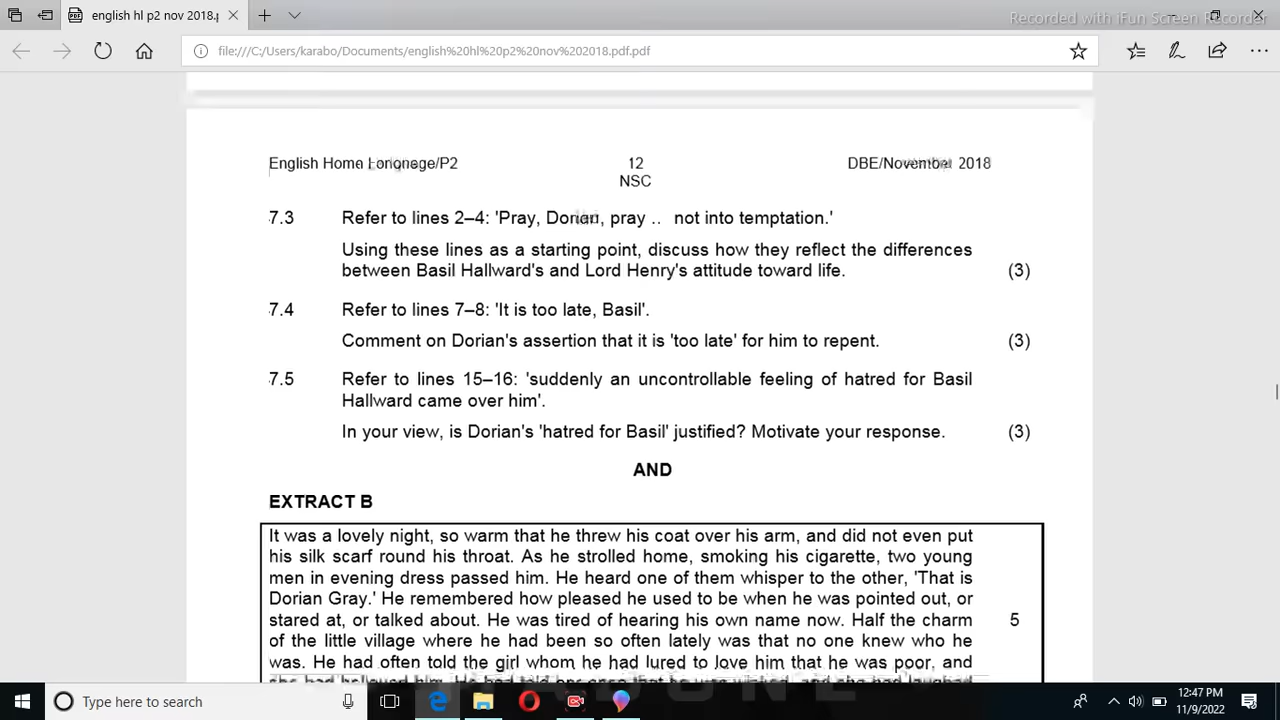 english hl p2 nov 2018.p
Recorded with iFun Screen Recorder
file:///C:/Users/karabo/Documents/english%20hl%20p2%20nov%202018.pdf.pdf
English Home P2 12 DBE/November 2018
NSC
7.3 Refer to lines 2–4: 'Pray, Dorian, pray .. not into temptation.'
Using these lines as a starting point, discuss how they reflect the differences
between Basil Hallward's and Lord Henry's attitude toward life. (3)
7.4 Refer to lines 7–8: 'It is too late, Basil'.
Comment on Dorian's assertion that it is 'too late' for him to repent. (3)
7.5 Refer to lines 15–16: 'suddenly an uncontrollable feeling of hatred for Basil
Hallward came over him'.
In your view, is Dorian's 'hatred for Basil' justified? Motivate your response. (3)
AND
EXTRACT B
It was a lovely night, so warm that he threw his coat over his arm, and did not even put
his silk scarf round his throat. As he strolled home, smoking his cigarette, two young
men in evening dress passed him. He heard one of them whisper to the other, 'That is
Dorian Gray.' He remembered how pleased he used to be when he was pointed out, or
stared at, or talked about. He was tired of hearing his own name now. Half the charm 5
of the little village where he had been so often lately was that no one knew who he
was. He had often told the girl whom he had lured to love him that he was poor, and
Type here to search
12:47 PM
11/9/2022